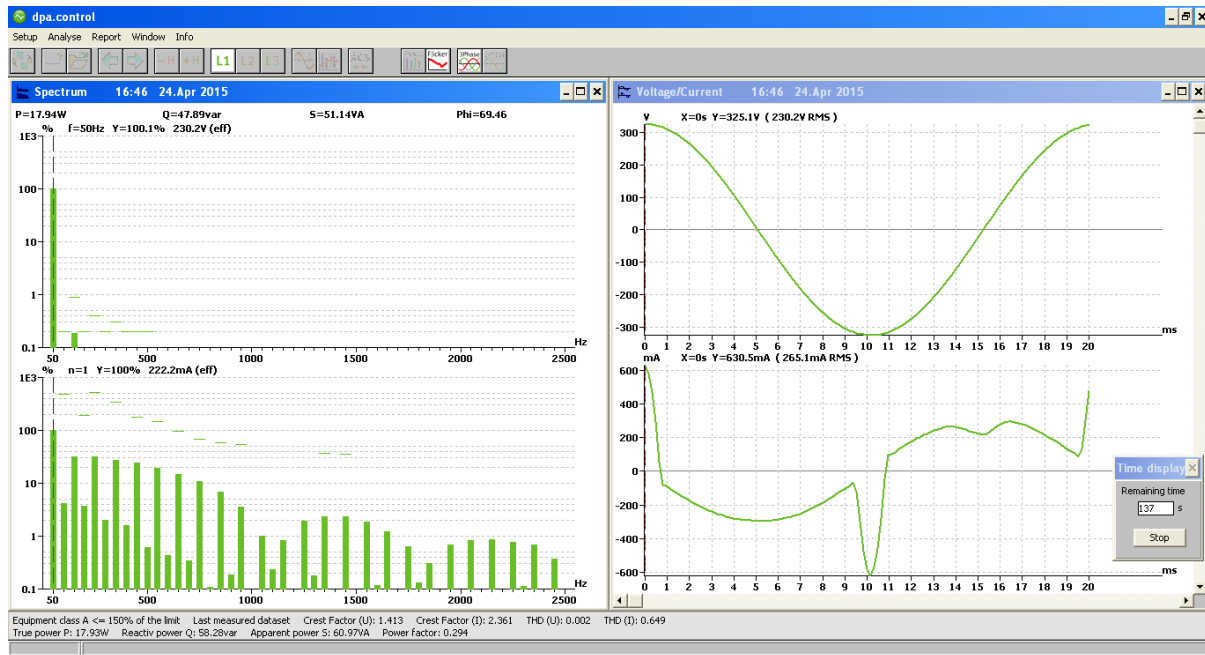 dpa.control
Setup Analyse Report Window Info
L1 L2 L3 ACS Flicker 3Phase
Spectrum 16:46 24.Apr 2015
P=17.94W Q=47.89var S=51.14VA Phi=69.46
% f=50Hz Y=100.1% 230.2V (eff)
1E3
100
10
1
0.1
50 500 1000 1500 2000 2500
Hz
% n=1 Y=100% 222.2mA (eff)
1E3
100
10
1
0.1
50 500 1000 1500 2000 2500
Hz
Voltage/Current 16:46 24.Apr 2015
V X=0s Y=325.1V ( 230.2V RMS )
300
200
100
0
-100
-200
-300
0 1 2 3 4 5 6 7 8 9 10 11 12 13 14 15 16 17 18 19 20
ms
mA X=0s Y=630.5mA ( 265.1mA RMS )
600
400
200
0
-200
-400
-600
0 1 2 3 4 5 6 7 8 9 10 11 12 13 14 15 16 17 18 19 20
ms
Time display
Remaining time
137 s
Stop
Equipment class A <= 150% of the limit Last measured dataset Crest Factor (U): 1.413 Crest Factor (I): 2.361 THD (U): 0.002 THD (I): 0.649
True power P: 17.93W Reactiv power Q: 58.28var Apparent power S: 60.97VA Power factor: 0.294